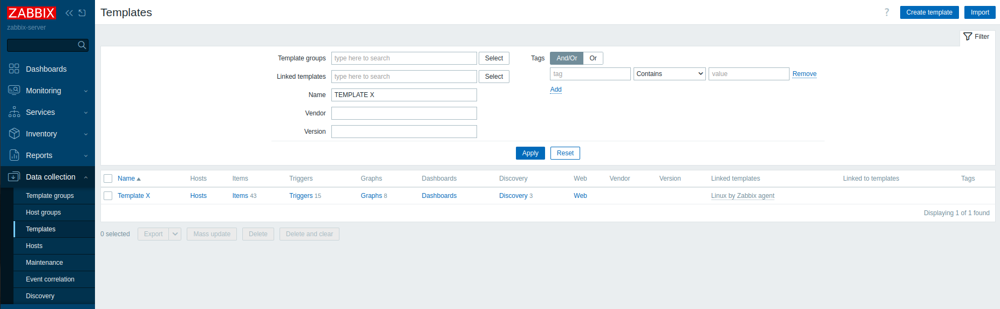 ZABBIX
zabbix-server
Dashboards
Monitoring
Services
Inventory
Reports
Data collection
Template groups
Host groups
Templates
Hosts
Maintenance
Event correlation
Discovery
Templates
? Create template Import
Filter
Template groups type here to search Select Tags And/Or Or
tag Contains value Remove
Linked templates type here to search Select
Add
Name TEMPLATE X
Vendor
Version
Apply Reset
Name Hosts Items Triggers Graphs Dashboards Discovery Web Vendor Version Linked templates Linked to templates Tags
Template X Hosts Items 43 Triggers 15 Graphs 8 Dashboards Discovery 3 Web Linux by Zabbix agent
Displaying 1 of 1 found
0 selected Export Mass update Delete Delete and clear